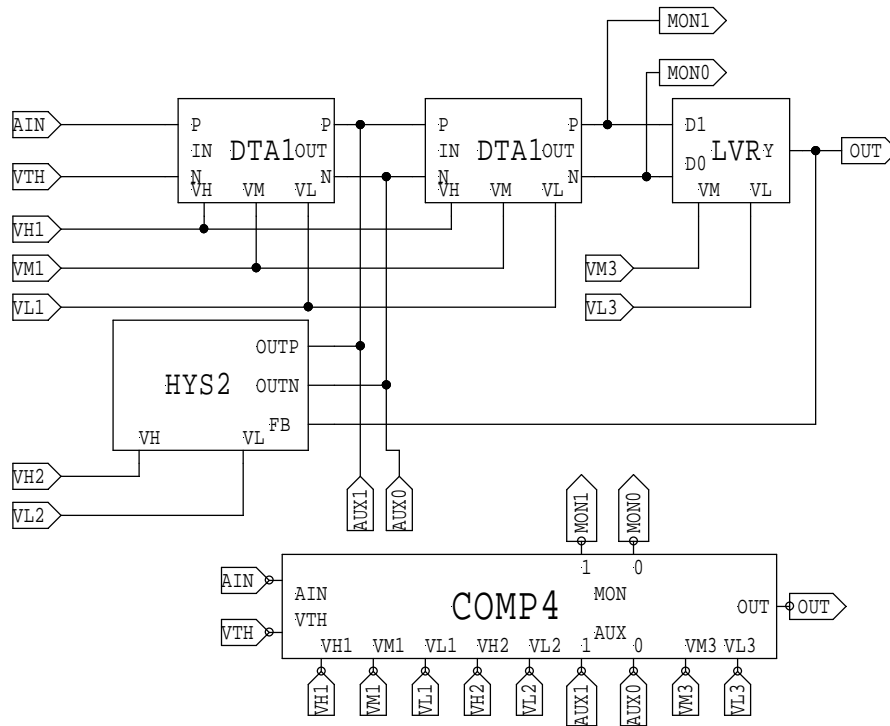 MON1
MON0
AIN
P
P
P
P
D1
IN
DTA1
OUT
IN
DTA1
OUT
LVR
Y
OUT
VTH
N
N
N
N
D0
VH
VM
VL
VH
VM
VL
VM
VL
VH1
VM1
VM3
VL1
VL3
OUTP
HYS2
OUTN
FB
VH
VL
VH2
VL2
AUX1
AUX0
MON1
MON0
AIN
1
0
AIN
MON
COMP4
OUT
OUT
VTH
VTH
AUX
VH1
VM1
VL1
VH2
VL2
1
0
VM3
VL3
VH1
VM1
VL1
VH2
VL2
AUX1
AUX0
VM3
VL3